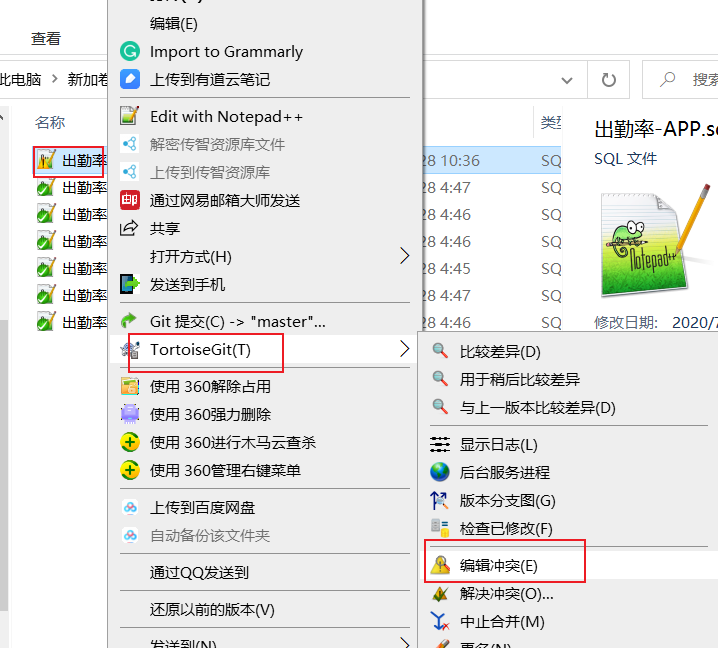 编辑(E)
查看
Import to Grammarly
此电脑
新加卷
上传到有道云笔记
搜索
名称
Edit with Notepad++
类型
出勤率-APP.s
解密传智资源库文件
出勤率
28 10:36
SQ
SQL 文件
上传到传智资源库
出勤率
28 4:47
SQ
通过网易邮箱大师发送
出勤率
28 4:46
SQ
共享
出勤率
28 4:46
SQ
打开方式(H)
出勤率
28 4:45
SQ
发送到手机
出勤率
28 4:47
SQ
Notepad++
Git 提交(C) -> "master"...
出勤率
28 4:46
SQ
修改日期:
2020/7
TortoiseGit(T)
比较差异(D)
使用 360解除占用
用于稍后比较差异
使用 360强力删除
与上一版本比较差异(D)
使用 360进行木马云查杀
显示日志(L)
使用 360管理右键菜单
后台服务进程
上传到百度网盘
版本分支图(G)
自动备份该文件夹
检查已修改(F)
通过QQ发送到
编辑冲突(E)
解决冲突(O)...
还原以前的版本(V)
中止合并(M)
发送到(N)
更名(N)